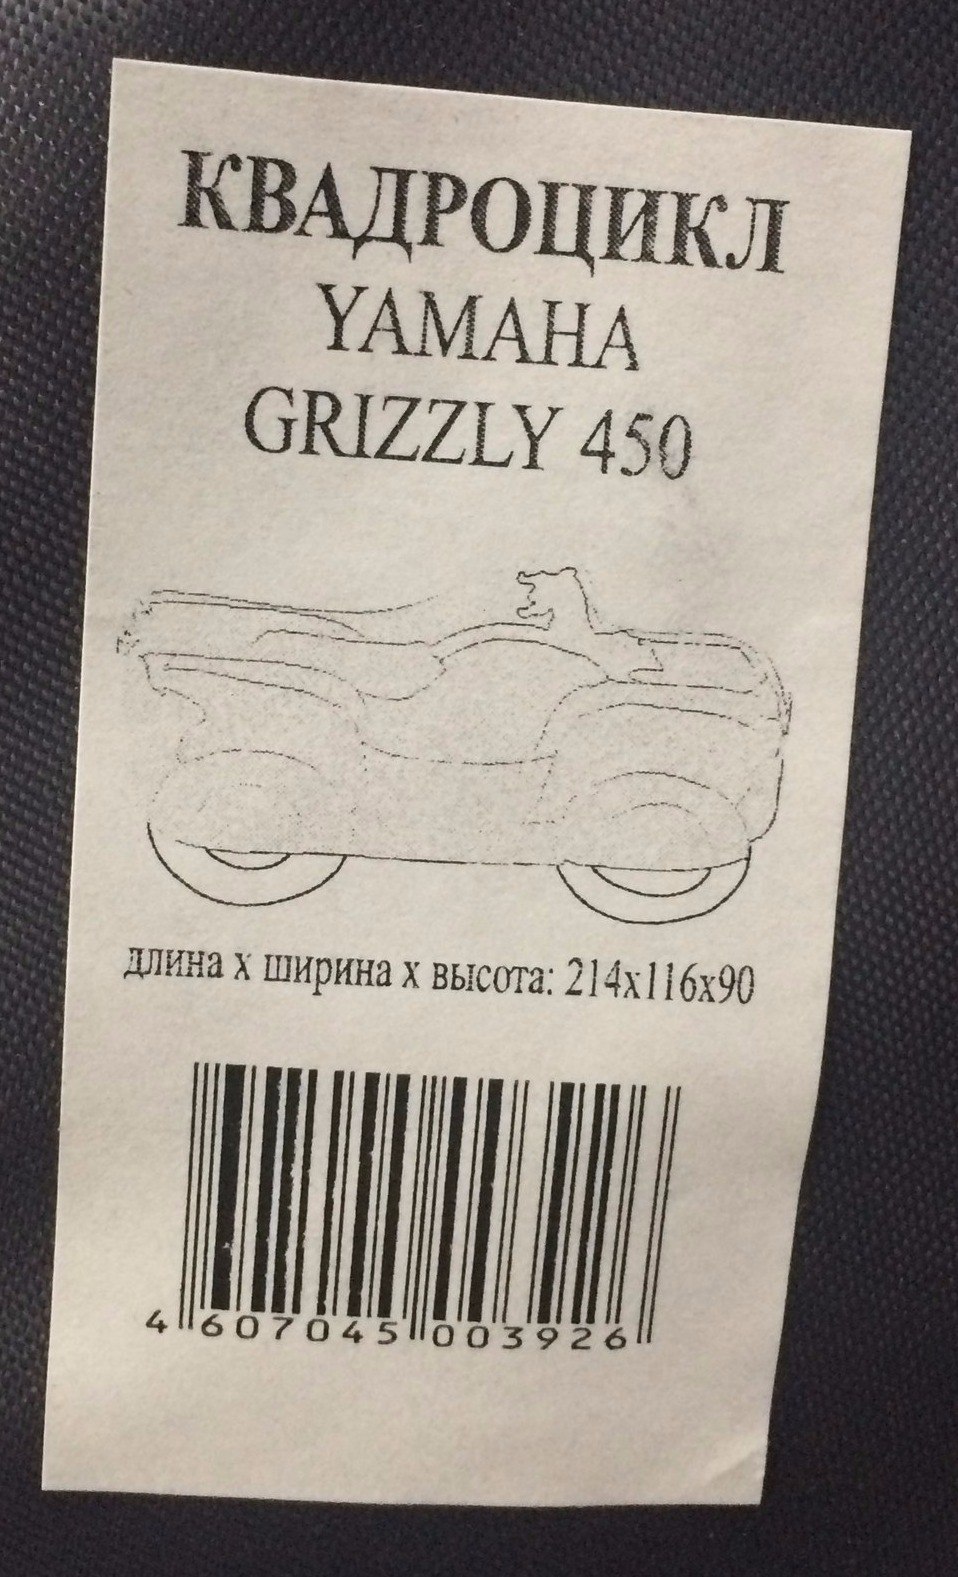 КВАДРОЦИКЛ
YAMAHA
GRIZZLY 450
длина х ширина х высота: 214х116х90
4 607045 003926